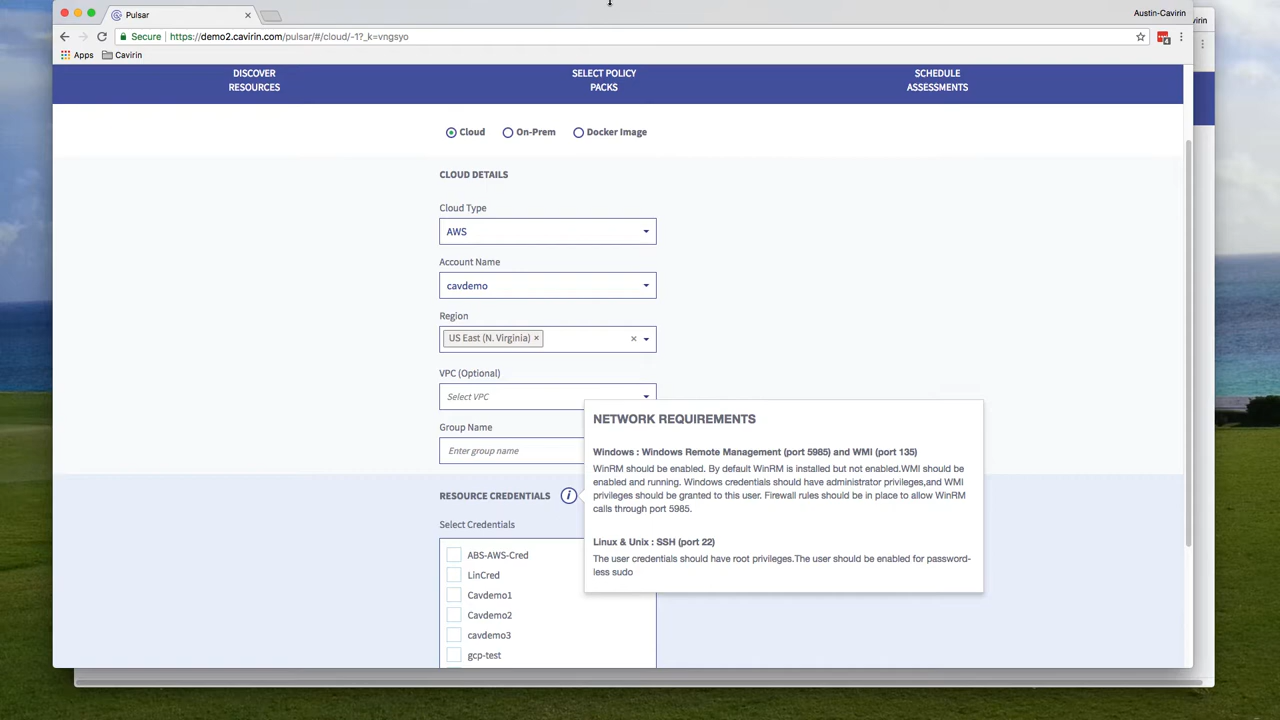 Pulsar
Austin-Cavirin
virin
Secure
https://demo2.cavirin.com/pulsar/#/cloud/-1?_k=vngsyo
4
Apps
Cavirin
DISCOVER
RESOURCES
SELECT POLICY
PACKS
SCHEDULE
ASSESSMENTS
Cloud
On-Prem
Docker Image
CLOUD DETAILS
Cloud Type
AWS
Account Name
cavdemo
Region
US East (N. Virginia) ×
×
VPC (Optional)
Select VPC
Group Name
Enter group name
RESOURCE CREDENTIALS
i
NETWORK REQUIREMENTS
Windows : Windows Remote Management (port 5985) and WMI (port 135)
WinRM should be enabled. By default WinRM is installed but not enabled.WMI should be
enabled and running. Windows credentials should have administrator privileges,and WMI
privileges should be granted to this user. Firewall rules should be in place to allow WinRM
calls through port 5985.
Linux & Unix : SSH (port 22)
The user credentials should have root privileges.The user should be enabled for password-
less sudo
Select Credentials
ABS-AWS-Cred
LinCred
Cavdemo1
Cavdemo2
cavdemo3
gcp-test